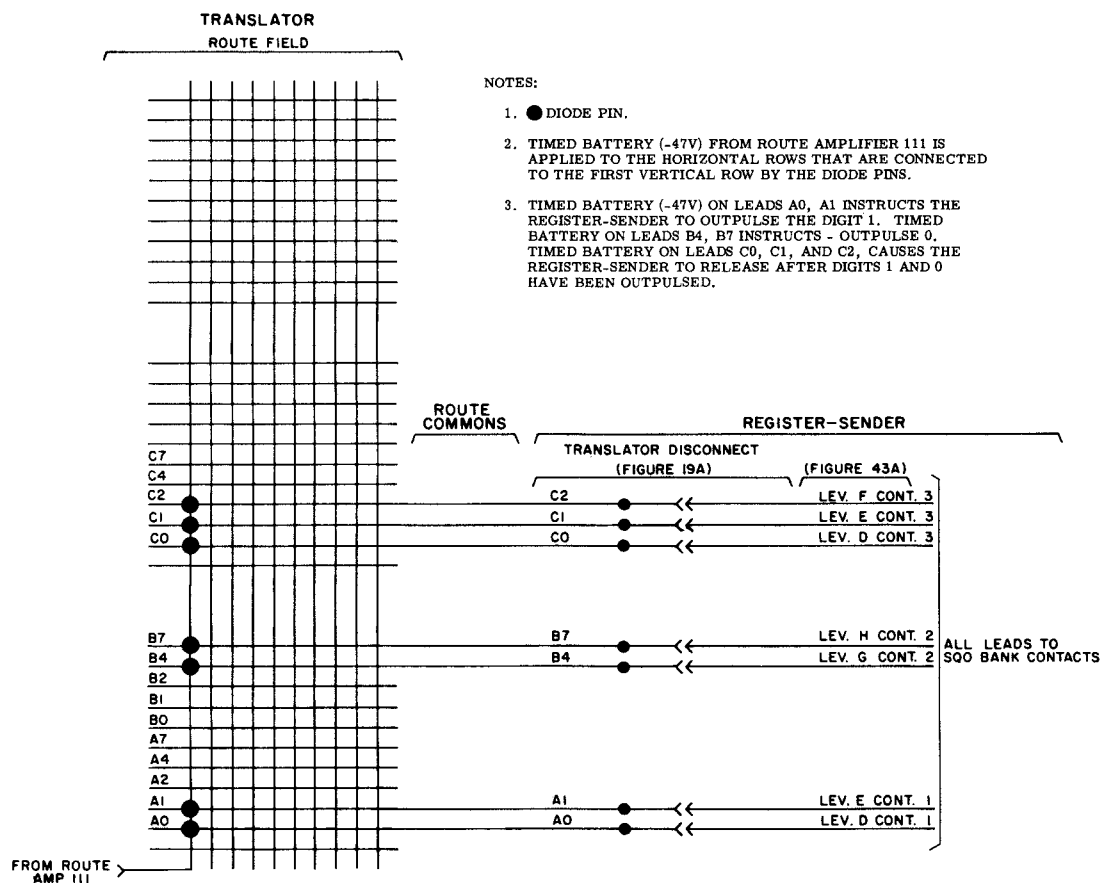 TRANSLATOR
ROUTE FIELD
NOTES:
1. ● DIODE PIN.
2. TIMED BATTERY (-47V) FROM ROUTE AMPLIFIER 111 IS
APPLIED TO THE HORIZONTAL ROWS THAT ARE CONNECTED
TO THE FIRST VERTICAL ROW BY THE DIODE PINS.
3. TIMED BATTERY (-47V) ON LEADS A0, A1 INSTRUCTS THE
REGISTER-SENDER TO OUTPULSE THE DIGIT 1. TIMED
BATTERY ON LEADS B4, B7 INSTRUCTS - OUTPULSE 0.
TIMED BATTERY ON LEADS C0, C1, AND C2, CAUSES THE
REGISTER-SENDER TO RELEASE AFTER DIGITS 1 AND 0
HAVE BEEN OUTPULSED.
ROUTE
COMMONS
REGISTER-SENDER
TRANSLATOR DISCONNECT
(FIGURE 19A)
(FIGURE 43A)
C7
C4
C2 C2 LEV. F CONT. 3
C1 C1 LEV. E CONT. 3
C0 C0 LEV. D CONT. 3
B7 B7 LEV. H CONT. 2
B4 B4 LEV. G CONT. 2
ALL LEADS TO
SQO BANK CONTACTS
B2
B1
B0
A7
A4
A2
A1 A1 LEV. E CONT. 1
A0 A0 LEV. D CONT. 1
FROM ROUTE
AMP 111